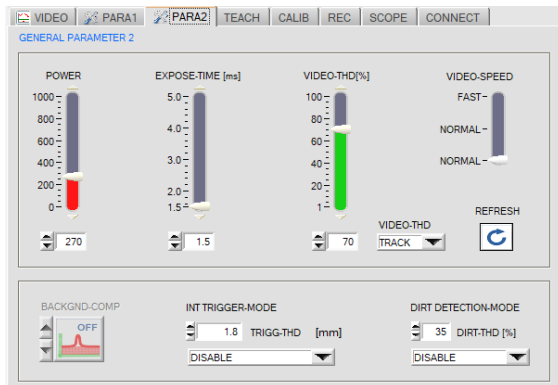 VIDEO PARA1 PARA2 TEACH CALIB REC SCOPE CONNECT
GENERAL PARAMETER 2
POWER EXPOSE-TIME [ms] VIDEO-THD[%] VIDEO-SPEED
1000 5.0 100 FAST
800 4.0 80 NORMAL
600 3.0 60 NORMAL
400 2.0 40
200 1.5 20
0 1
VIDEO-THD REFRESH
270 1.5 70 TRACK
BACKGND-COMP INT TRIGGER-MODE DIRT DETECTION-MODE
OFF 1.8 TRIGG-THD [mm] 35 DIRT-THD [%]
DISABLE DISABLE